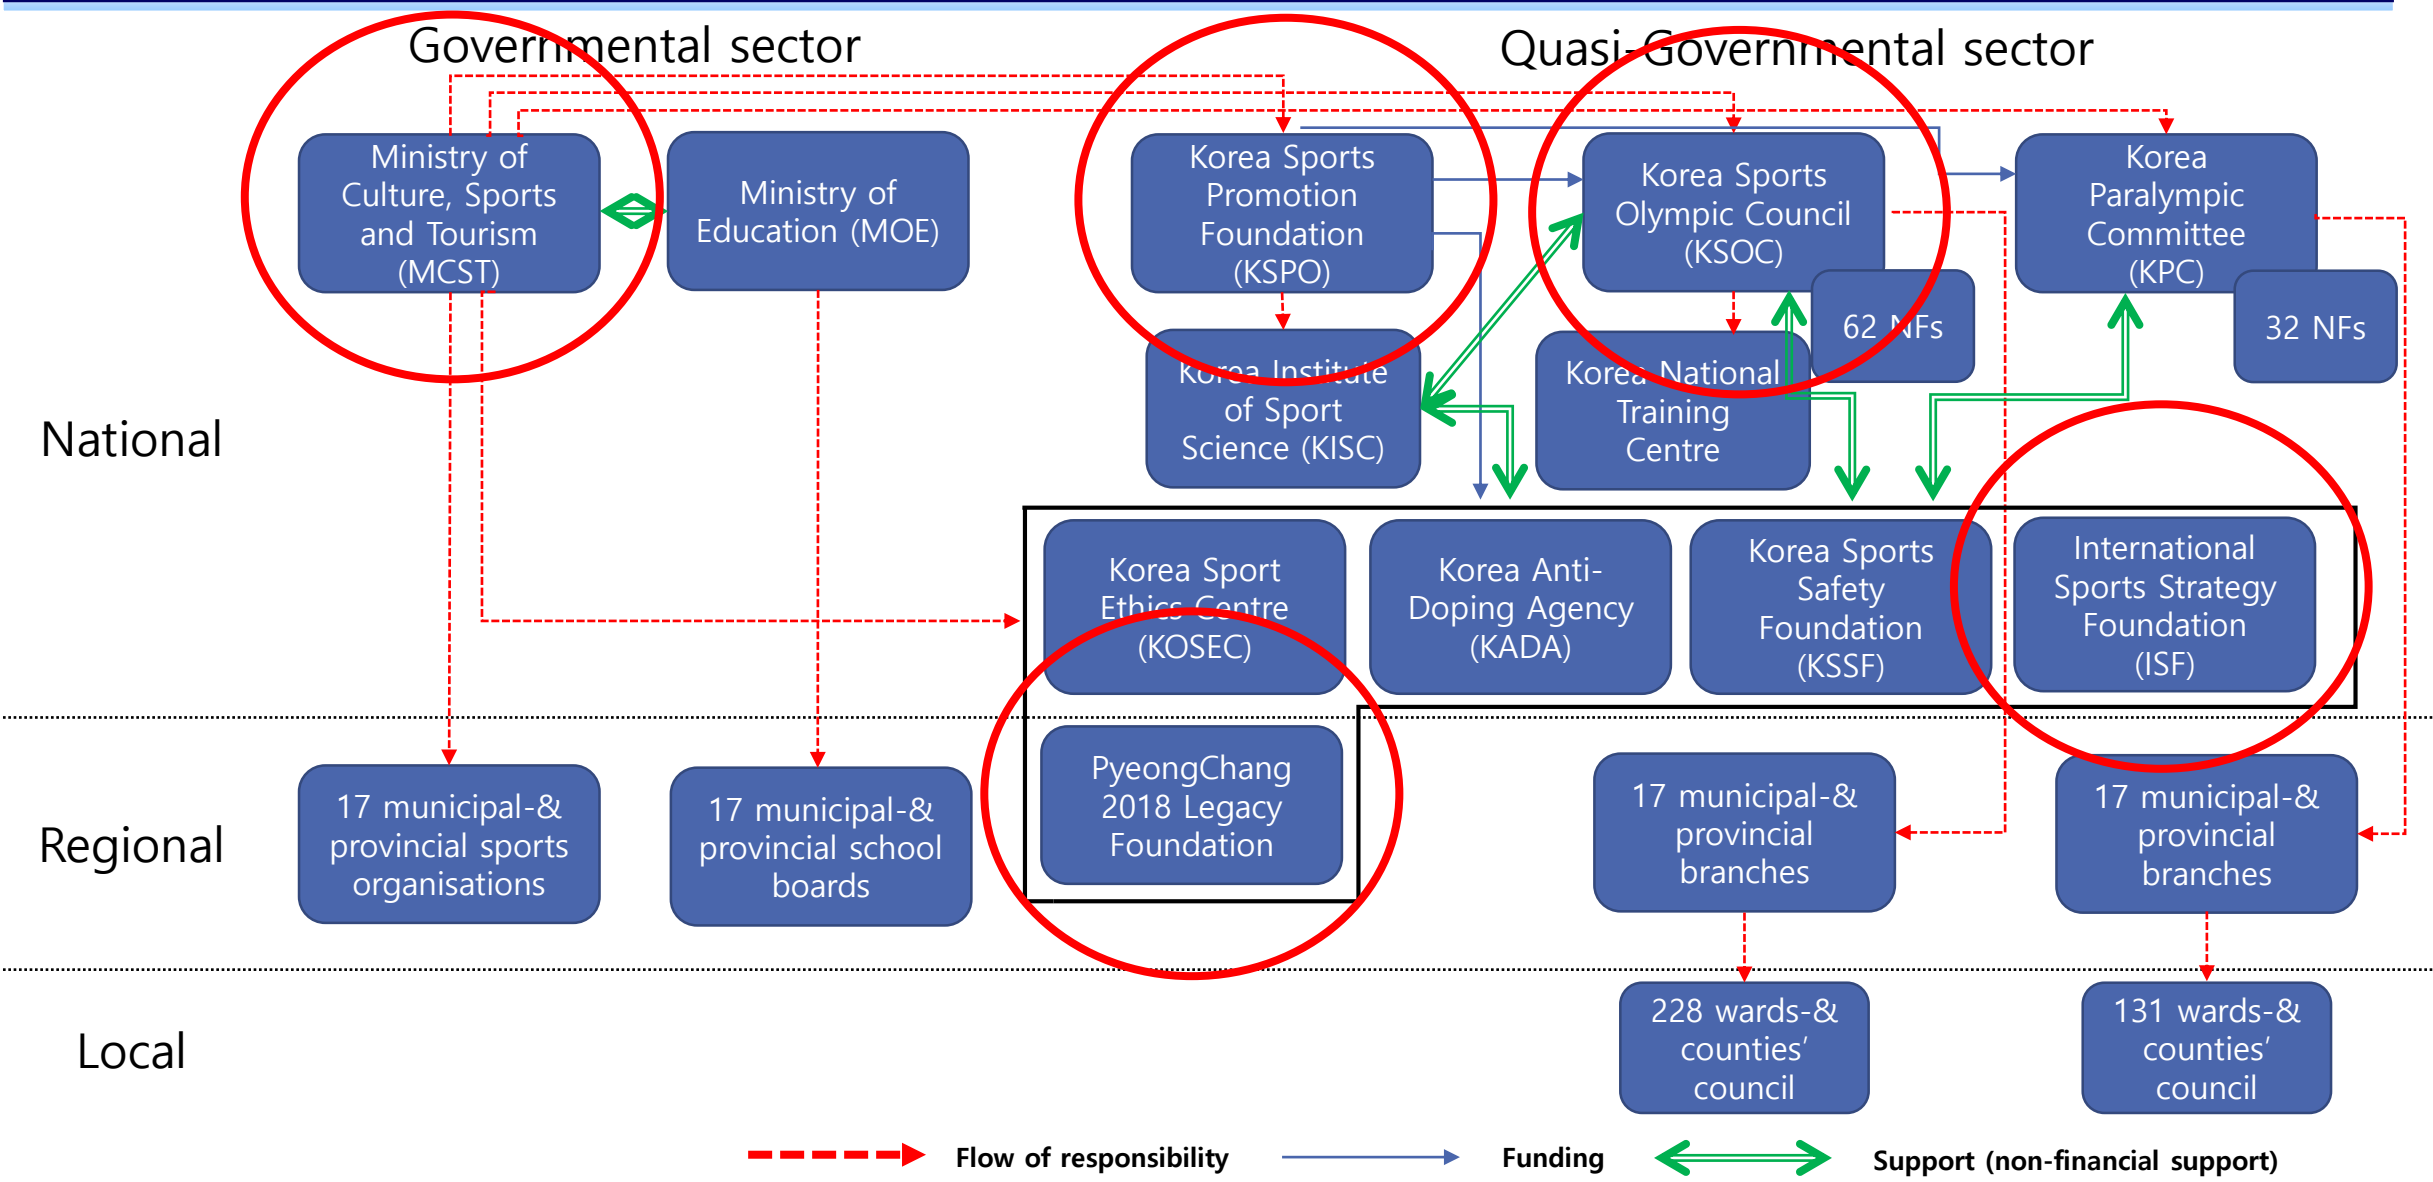 Governmental sector
Quasi-Governmental sector
Ministry of
Culture, Sports
and Tourism
(MCST)
Ministry of
Education (MOE)
Korea Sports
Promotion
Foundation
(KSPO)
Korea Sports
Olympic Council
(KSOC)
62 NFs
Korea
Paralympic
Committee
(KPC)
32 NFs
National
Korea Institute
of Sport
Science (KISC)
Korea National
Training
Centre
Korea Sport
Ethics Centre
(KOSEC)
Korea Anti-
Doping Agency
(KADA)
Korea Sports
Safety
Foundation
(KSSF)
International
Sports Strategy
Foundation
(ISF)
Regional
17 municipal-&
provincial sports
organisations
17 municipal-&
provincial school
boards
PyeongChang
2018 Legacy
Foundation
17 municipal-&
provincial
branches
17 municipal-&
provincial
branches
Local
228 wards-&
counties’
council
131 wards-&
counties’
council
Flow of responsibility
Funding
Support (non-financial support)